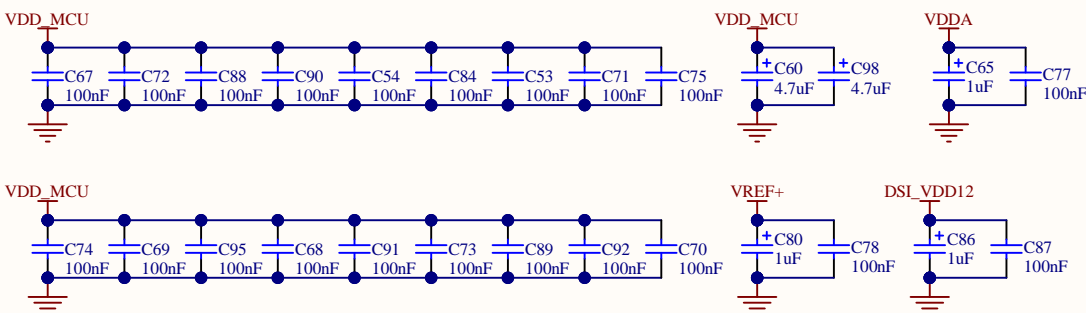 VDD_MCU VDD_MCU VDDA
C67 C72 C88 C90 C54 C84 C53 C71 C75 C60 C98 C65 C77
100nF 100nF 100nF 100nF 100nF 100nF 100nF 100nF 100nF 4.7uF 4.7uF 1uF 100nF
+ + +
VDD_MCU VREF+ DSI_VDD12
C74 C69 C95 C68 C91 C73 C89 C92 C70 C80 C78 C86 C87
100nF 100nF 100nF 100nF 100nF 100nF 100nF 100nF 100nF 1uF 100nF 1uF 100nF
+ +